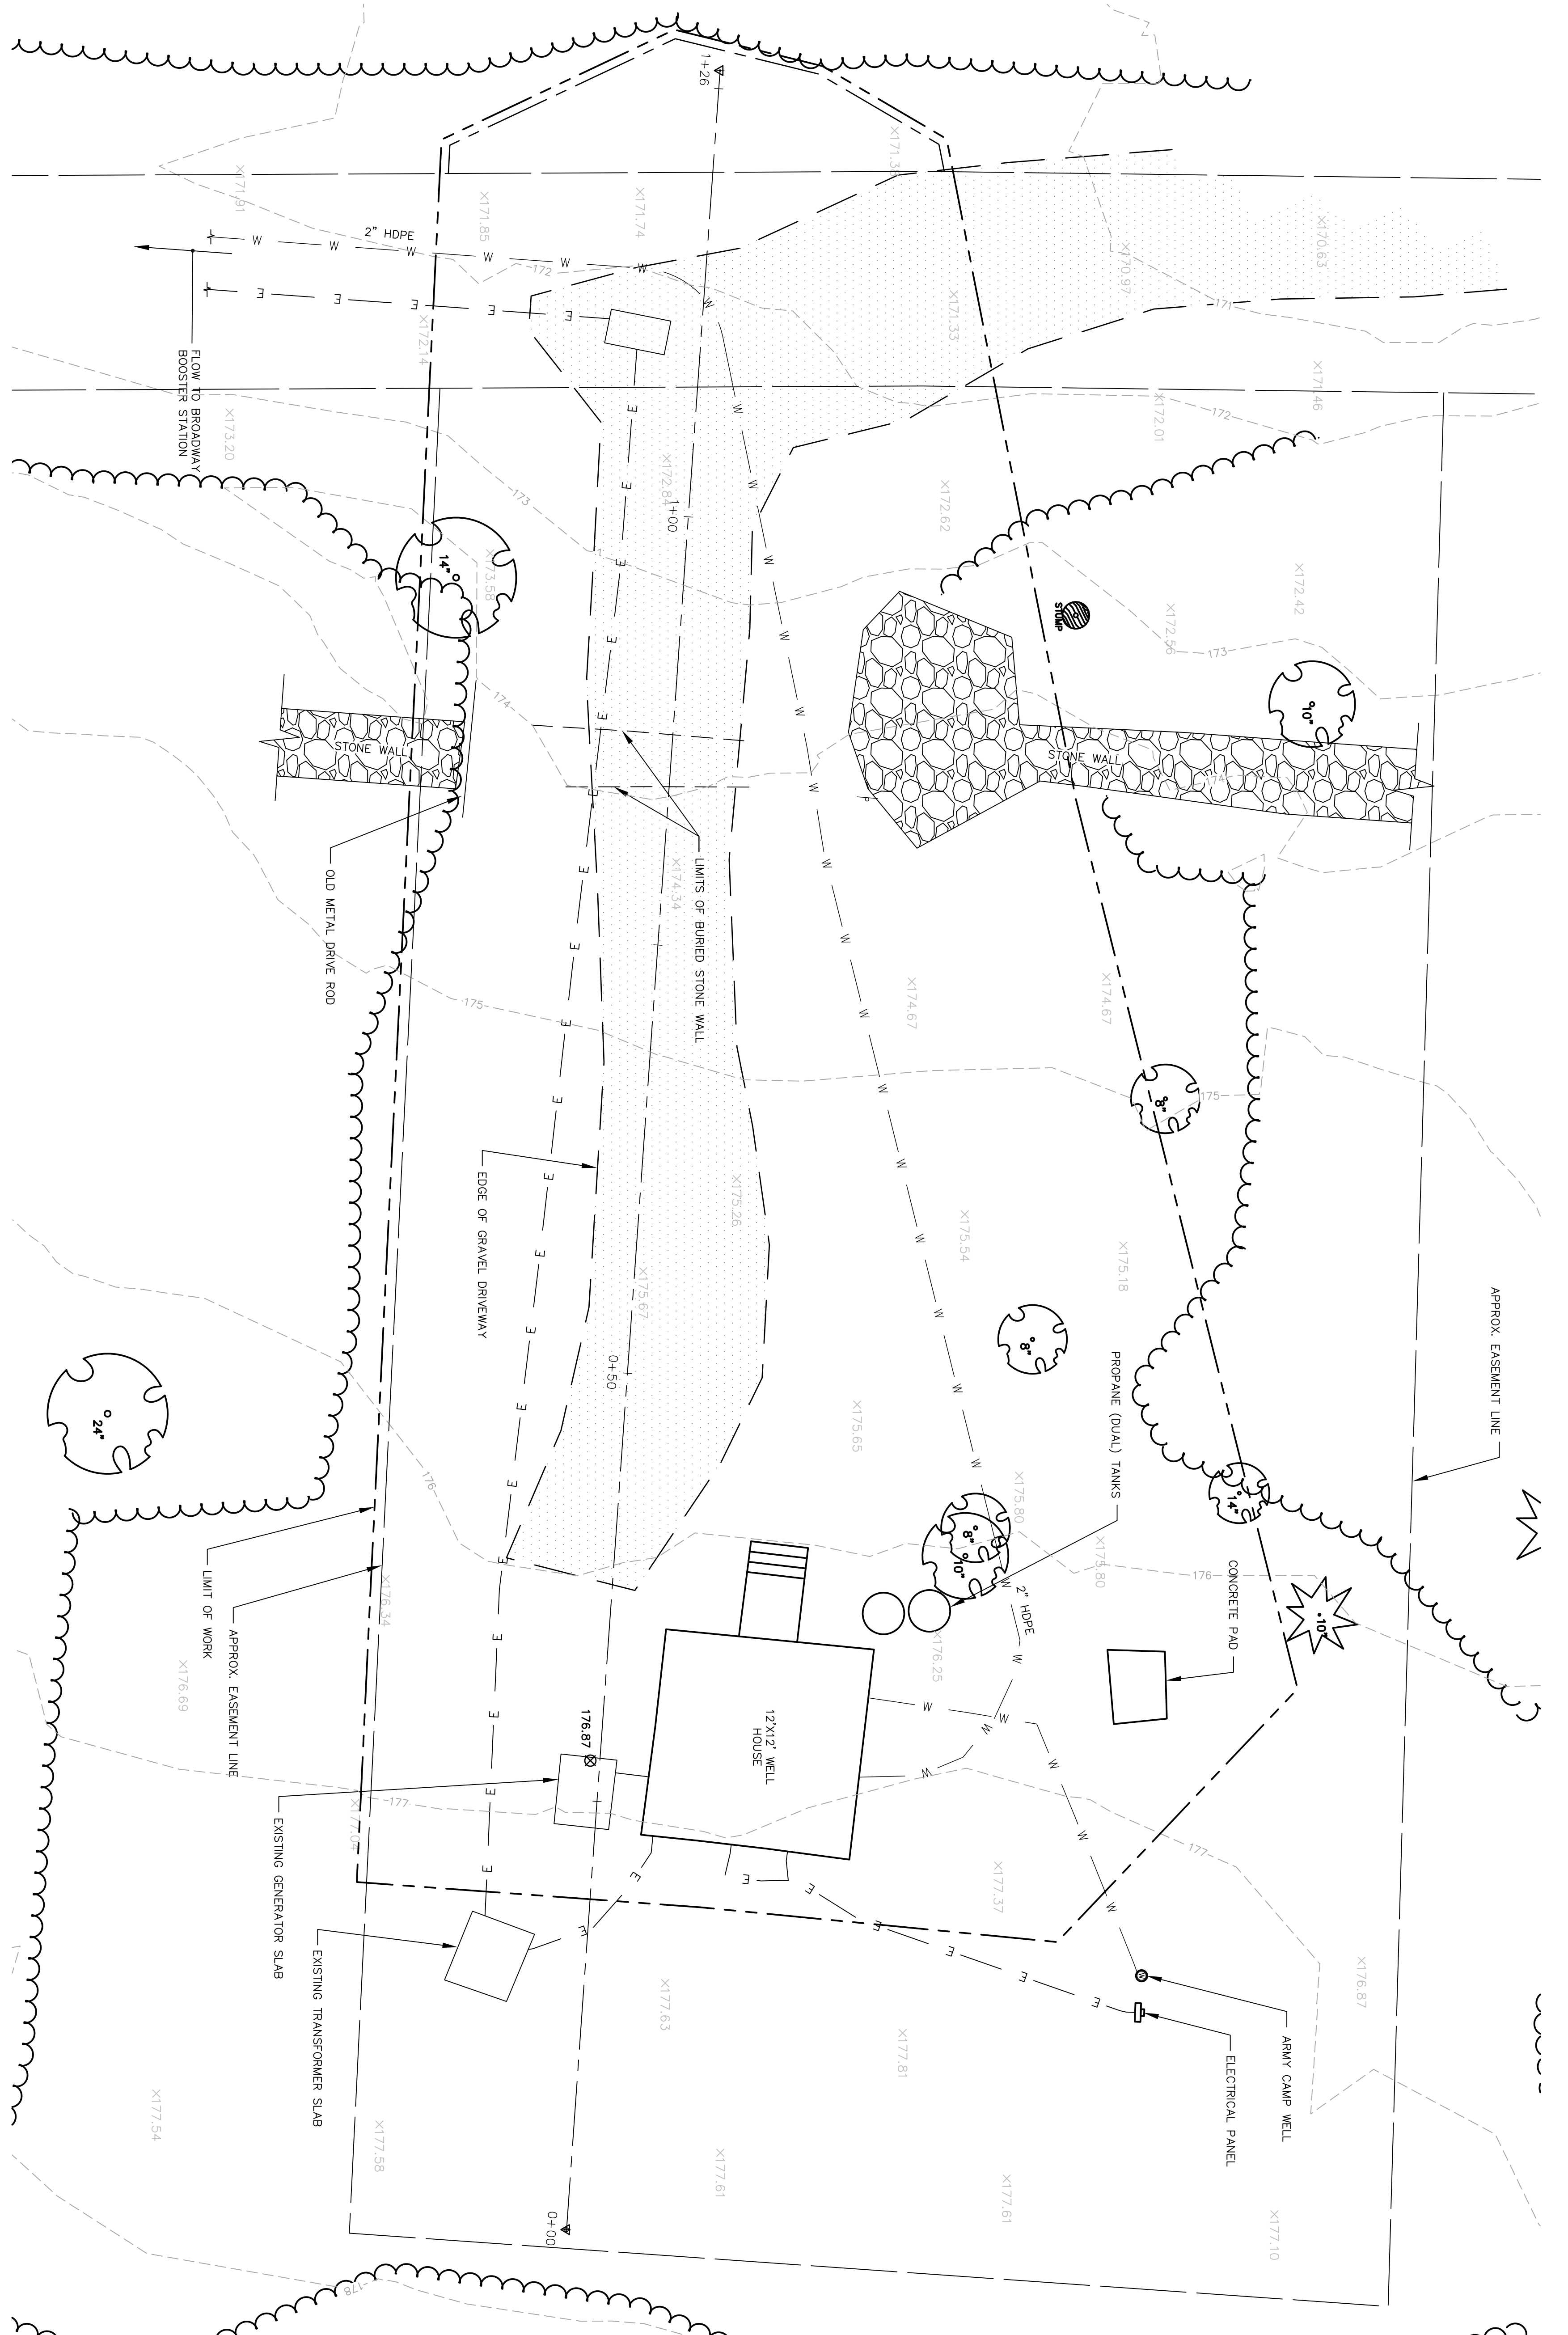 1+26
X171.91
X171.85
X171.74
X171.3
X170.97
X170.63
2" HDPE
W
W
W
W
W
W
W
172
171
E
E
E
E
E
X172.14
X171.33
X171.46
FLOW TO BROADWAY
BOOSTER STATION
X173.20
X172.01
172
E
W
173
X172.8
1+00
X172.62
E
W
14"
X173.58
E
W
X172.42
X172.56
STUMP
173
E
W
174
10"
STONE WALL
STONE WALL
E
W
174
E
W
OLD METAL DRIVE ROD
LIMITS OF BURIED STONE WALL
X174.34
E
W
E
W
175
X174.67
X174.67
E
W
E
W
8"
175
EDGE OF GRAVEL DRIVEWAY
E
W
X175.26
X175.54
X175.18
E
W
X175.67
APPROX. EASEMENT LINE
E
W
8"
0+50
PROPANE (DUAL) TANKS
24"
E
W
X175.65
176
E
W
X175.80
X175.80
8"
10"
14"
176
LIMIT OF WORK
APPROX. EASEMENT LINE
X176.34
E
W
2" HDPE
CONCRETE PAD
10"
X176.69
E
X176.25
W
W
W
W
176.87
12'X12' WELL
HOUSE
E
W
W
177
X177.04
W
177
EXISTING GENERATOR SLAB
E
E
E
E
X177.37
W
EXISTING TRANSFORMER SLAB
E
E
E
E
E
W
X176.87
X177.63
X177.81
ARMY CAMP WELL
ELECTRICAL PANEL
X177.54
X177.58
X177.61
X177.61
X177.10
0+00
178